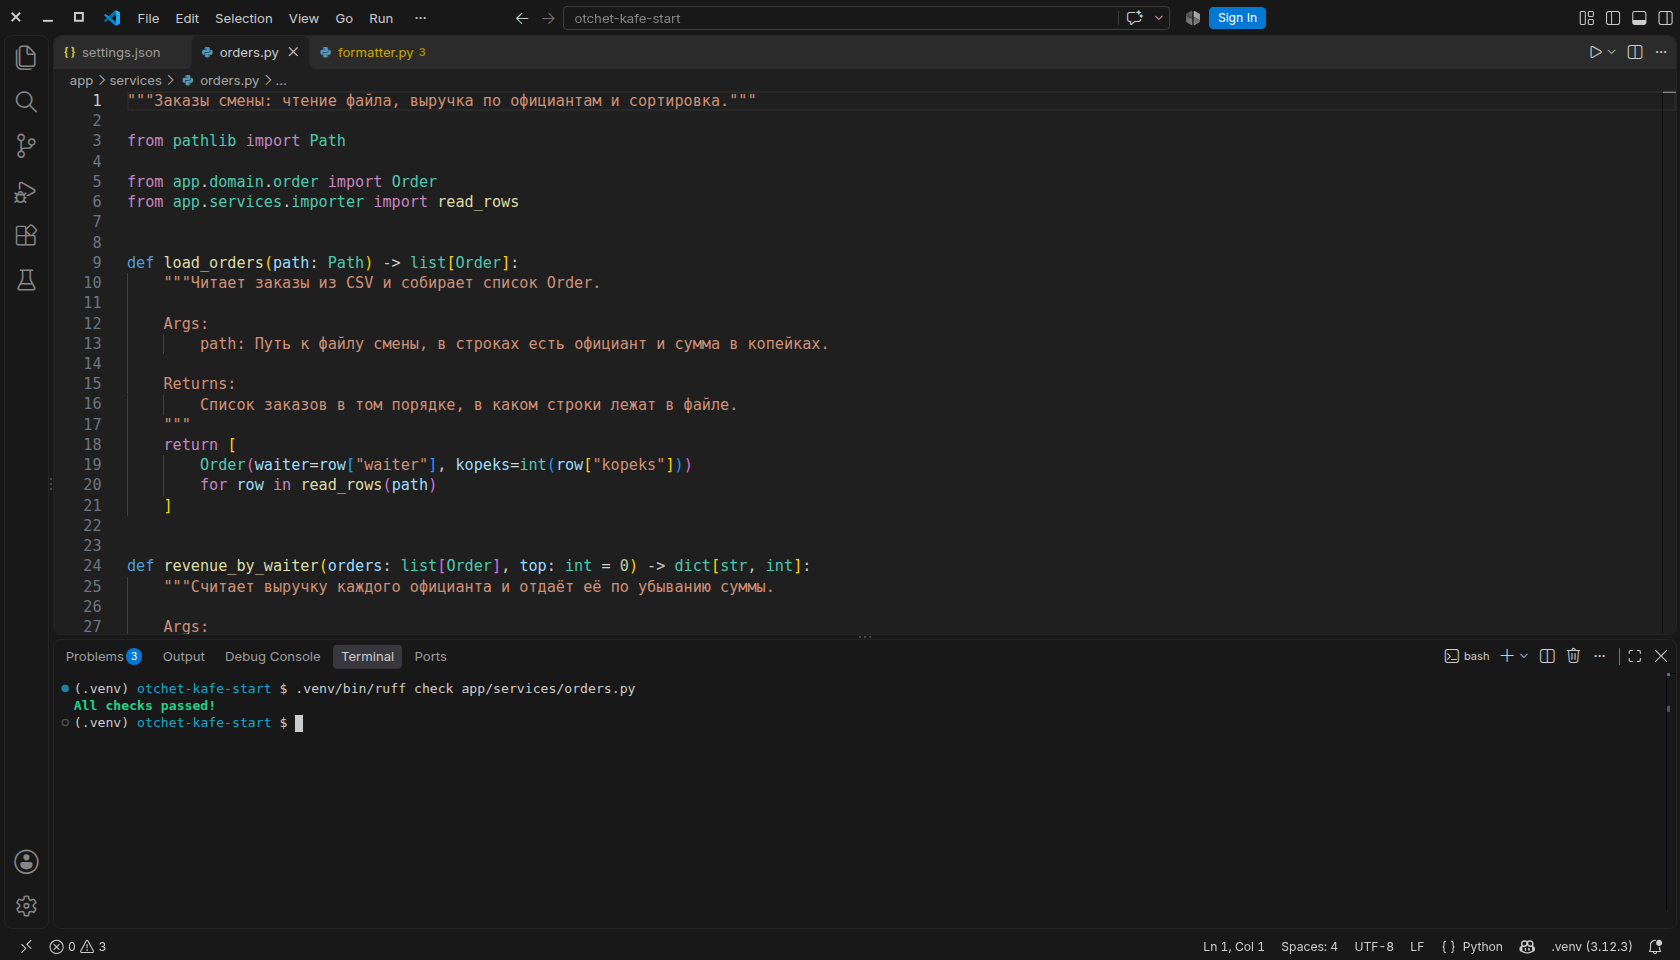 File Edit Selection View Go Run ··· otchet-kafe-start Sign In
settings.json orders.py formatter.py 3
app > services > orders.py > ...
1 """Заказы смены: чтение файла, выручка по официантам и сортировка."""
2
3 from pathlib import Path
4
5 from app.domain.order import Order
6 from app.services.importer import read_rows
7
8
9 def load_orders(path: Path) -> list[Order]:
10 """Читает заказы из CSV и собирает список Order.
11
12 Args:
13 path: Путь к файлу смены, в строках есть официант и сумма в копейках.
14
15 Returns:
16 Список заказов в том порядке, в каком строки лежат в файле.
17 """
18 return [
19 Order(waiter=row["waiter"], kopeks=int(row["kopeks"]))
20 for row in read_rows(path)
21 ]
22
23
24 def revenue_by_waiter(orders: list[Order], top: int = 0) -> dict[str, int]:
25 """Считает выручку каждого официанта и отдаёт её по убыванию суммы.
26
27 Args:
Problems 3 Output Debug Console Terminal Ports bash
(.venv) otchet-kafe-start $ .venv/bin/ruff check app/services/orders.py
All checks passed!
(.venv) otchet-kafe-start $
0 3 Ln 1, Col 1 Spaces: 4 UTF-8 LF { } Python .venv (3.12.3)